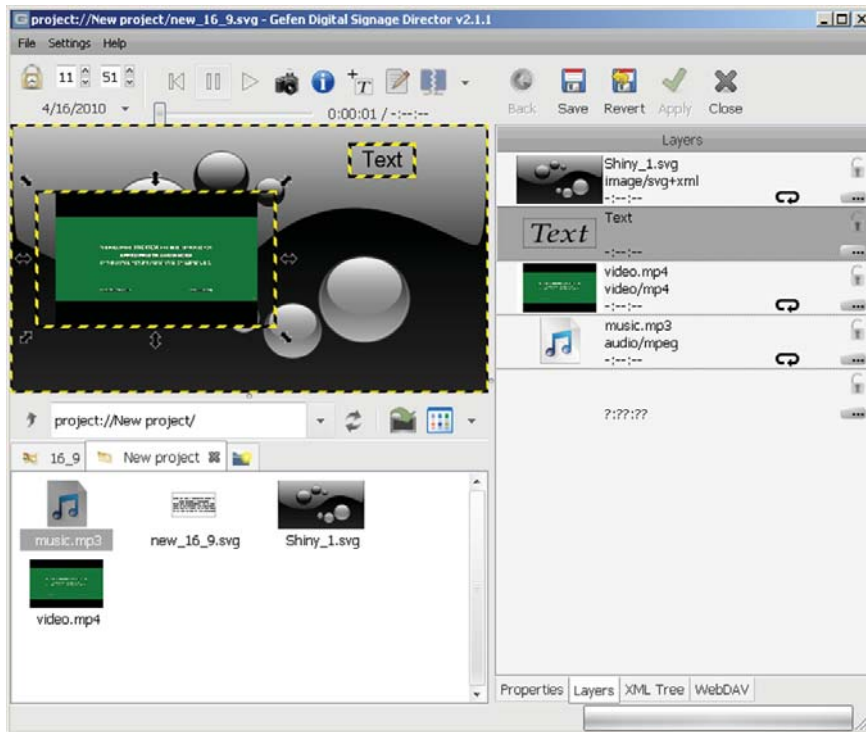 project://New project/new_16_9.svg - Gefen Digital Signage Director v2.1.1
File Settings Help
11 51
4/16/2010
0:00:01 / -:--:--
Back Save Revert Apply Close
Text
Layers
Shiny_1.svg
image/svg+xml
-:--:--
Text
Text
-:--:--
video.mp4
video/mp4
-:--:--
music.mp3
audio/mpeg
-:--:--
?:??:??
project://New project/
16_9 New project
music.mp3 new_16_9.svg Shiny_1.svg
video.mp4
Properties Layers XML Tree WebDAV